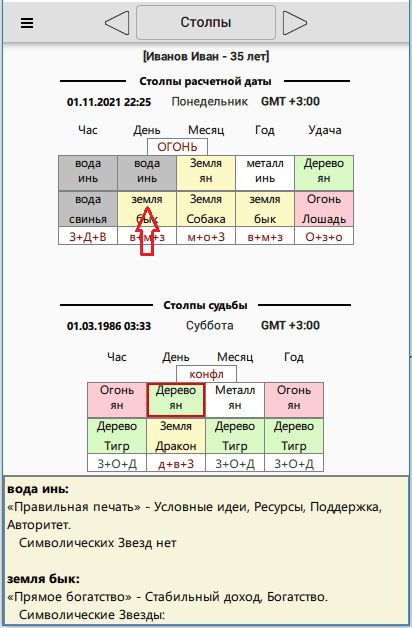 Столпы
[Иванов Иван - 35 лет]
Столпы расчетной даты
01.11.2021 22:25 Понедельник GMT +3:00
Час День Месяц Год Удача
ОГОНЬ
вода инь вода инь Земля ян металл инь Дерево ян
вода свинья земля бык Земля Собака земля бык Огонь Лошадь
З+Д+В в+м+з м+о+З в+м+з О+з+о
Столпы судьбы
01.03.1986 03:33 Суббота GMT +3:00
Час День Месяц Год
конфл
Огонь ян Дерево ян Металл ян Огонь ян
Дерево Тигр Земля Дракон Дерево Тигр Дерево Тигр
З+О+Д д+в+З З+О+Д З+О+Д
вода инь:
«Правильная печать» - Условные идеи, Ресурсы, Поддержка,
Авторитет.
Символических Звезд нет
земля бык:
«Прямое богатство» - Стабильный доход, Богатство.
Символические Звезды: